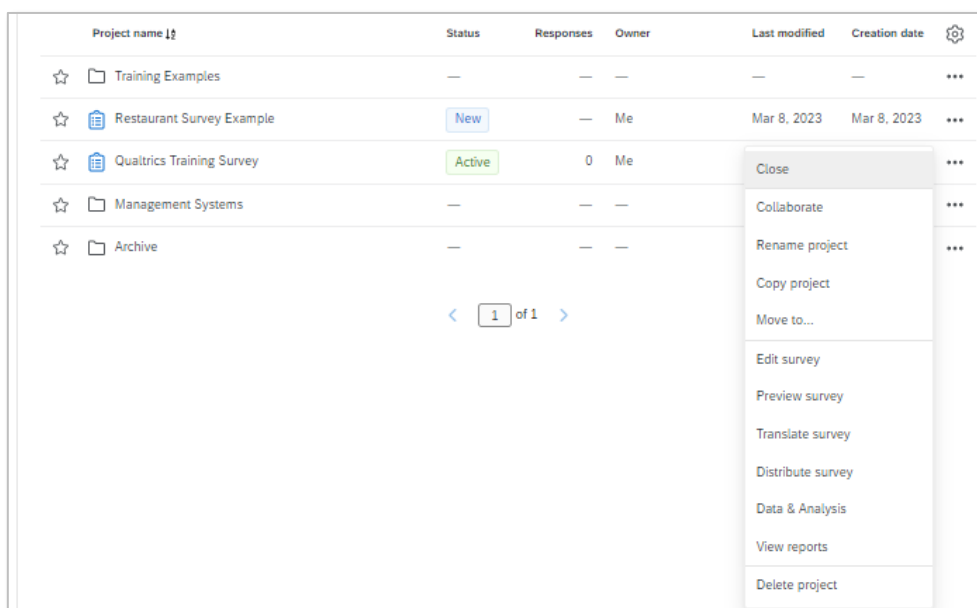 Project name Status Responses Owner Last modified Creation date
Training Examples — — — — —
Restaurant Survey Example New — Me Mar 8, 2023 Mar 8, 2023
Qualtrics Training Survey Active 0 Me
Management Systems — — —
Archive — — —
1 of 1
Close
Collaborate
Rename project
Copy project
Move to...
Edit survey
Preview survey
Translate survey
Distribute survey
Data & Analysis
View reports
Delete project